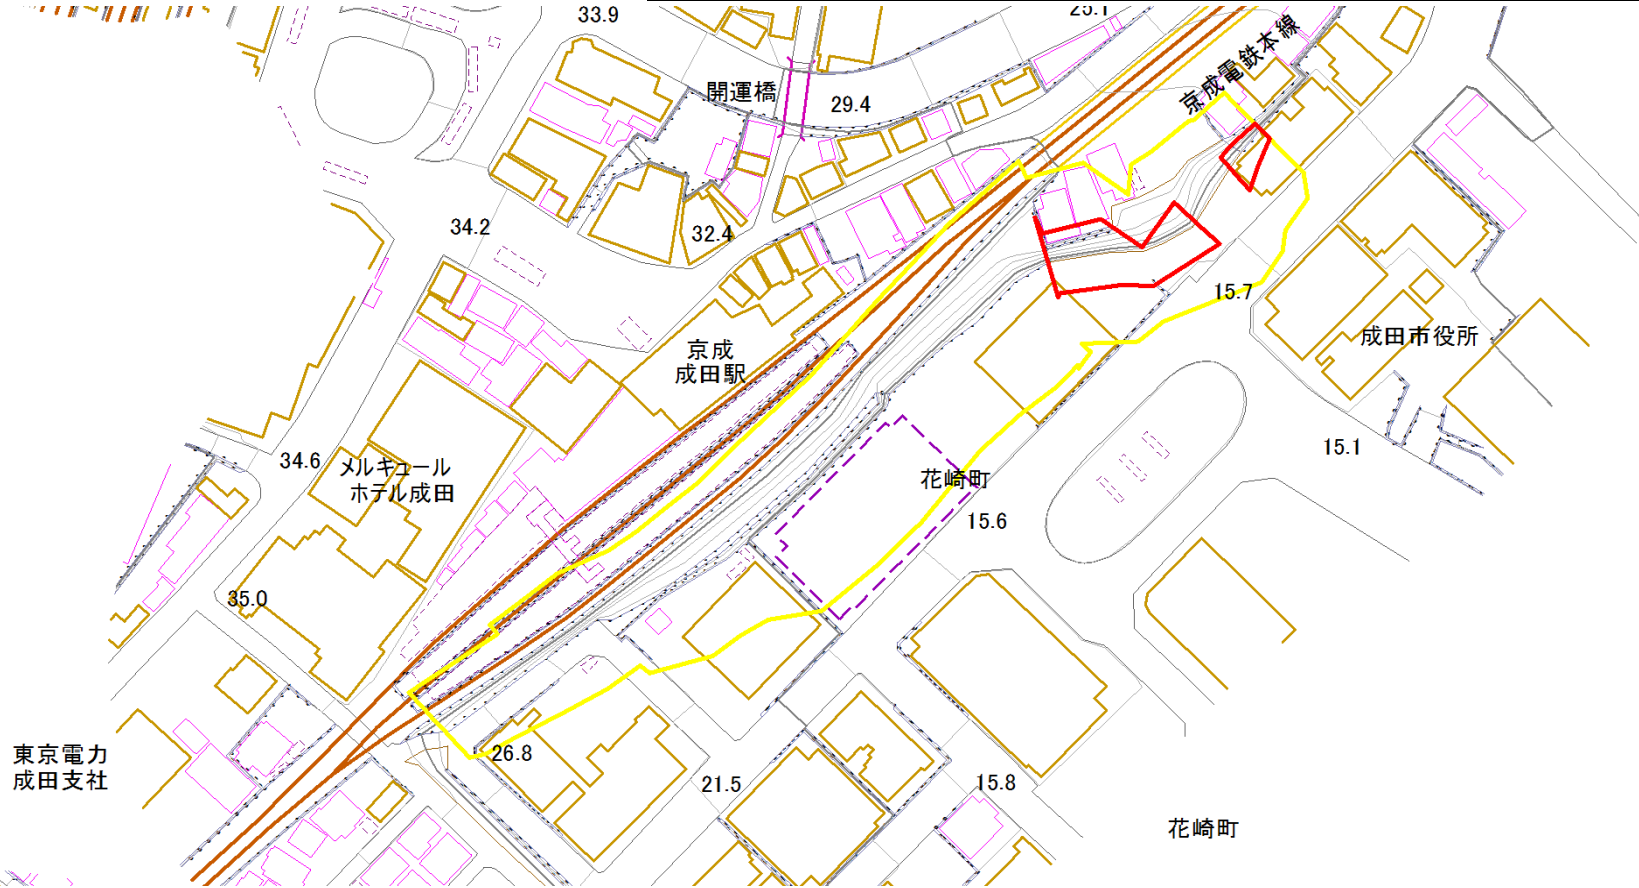 33.9
25.1
京成電鉄本線
開運橋
29.4
34.2
32.4
15.7
京成
成田駅
成田市役所
15.1
34.6
メルキュール
ホテル成田
花崎町
15.6
35.0
26.8
東京電力
成田支社
21.5
15.8
花崎町